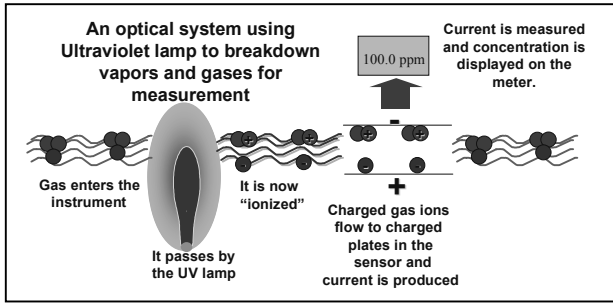 An optical system using
Ultraviolet lamp to breakdown
vapors and gases for
measurement
100.0 ppm
Current is measured
and concentration is
displayed on the
meter.
-
+ +
+ +
- -
- -
+
Gas enters the
instrument
It passes by
the UV lamp
It is now
“ionized”
Charged gas ions
flow to charged
plates in the
sensor and
current is produced